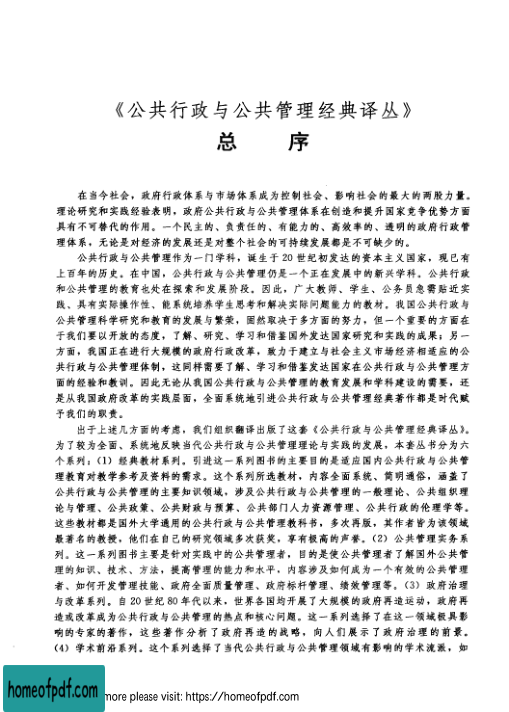 《公共行政与公共管理经典译丛》
总 序
在当今社会，政府行政体系与市场体系成为控制社会、影响社会的最大的两股力量。
理论研究和实践经验表明，政府公共行政与公共管理体系在创造和提升国家竞争优势方面
具有不可替代的作用。一个民主的、负责任的、有能力的、高效率的、透明的政府行政管
理体系，无论是对经济的发展还是对整个社会的可持续发展都是不可缺少的。
公共行政与公共管理作为一门学科，诞生于 20 世纪初发达的资本主义国家，现已有
上百年的历史。在中国，公共行政与公共管理仍是一个正在发展中的新兴学科。公共行政
和公共管理的教育也处在探索和发展阶段。因此，广大教师、学生、公务员急需贴近实
践、具有实际操作性、能系统培养学生思考和解决实际问题能力的教材。我国公共行政与
公共管理科学研究和教育的发展与繁荣，固然取决于多方面的努力，但一个重要的方面在
于我们要以开放的态度，了解、研究、学习和借鉴国外发达国家研究和实践的成果；另一
方面，我国正在进行大规模的政府行政改革，致力于建立与社会主义市场经济相适应的公
共行政与公共管理体制，这同样需要了解、学习和借鉴发达国家在公共行政与公共管理方
面的经验和教训。因此无论从我国公共行政与公共管理的教育发展和学科建设的需要，还
是从我国政府改革的实践层面，全面系统地引进公共行政与公共管理经典著作都是时代赋
予我们的职责。
出于上述几方面的考虑，我们组织翻译出版了这套《公共行政与公共管理经典译丛》。
为了较为全面、系统地反映当代公共行政与公共管理理论与实践的发展，本套丛书分为六
个系列：（1）经典教材系列。引进这一系列图书的主要目的是适应国内公共行政与公共管
理教育对教学参考及资料的需求。这个系列所选教材，内容全面系统、简明通俗，涵盖了
公共行政与公共管理的主要知识领域，涉及公共行政与公共管理的一般理论、公共组织理
论与管理、公共政策、公共财政与预算、公共部门人力资源管理、公共行政的伦理学等。
这些教材都是国外大学通用的公共行政与公共管理教科书，多次再版，其作者皆为该领域
最著名的教授，他们在自己的研究领域多次获奖，享有极高的声誉。（2）公共管理实务系
列。这一系列图书主要是针对实践中的公共管理者，目的是使公共管理者了解国外公共管
理的知识、技术、方法，提高管理的能力和水平，内容涉及如何成为一个有效的公共管理
者、如何开发管理技能、政府全面质量管理、政府标杆管理、绩效管理等。（3）政府治理
与改革系列。自 20 世纪 80 年代以来，世界各国均开展了大规模的政府再造运动，政府再
造或改革成为公共行政与公共管理的热点和核心问题。这一系列选择了在这一领域极具影
响的专家的著作，这些著作分析了政府再造的战略，向人们展示了政府治理的前景。
（4）学术前沿系列。这个系列选择了当代公共行政与公共管理领域有影响的学术流派，如
homeofpdf.com
more please visit: https://homeofpdf.com